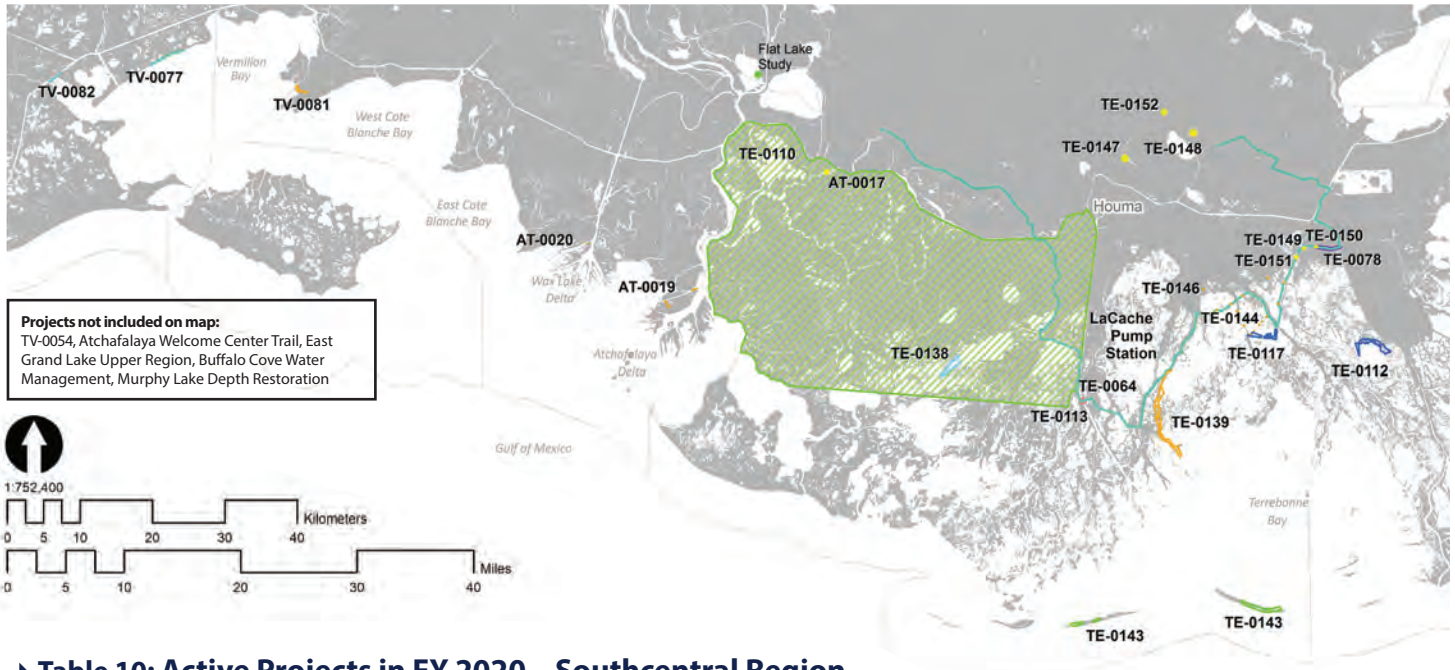 Flat Lake
Study
TV-0082
TV-0077
Vermilion
Bay
TV-0081
West Cote
Blanche Bay
TE-0152
TE-0147
TE-0148
TE-0110
AT-0017
Houma
East Cote
Blanche Bay
AT-0020
Wax Lake
Delta
AT-0019
TE-0149
TE-0150
TE-0151
TE-0078
TE-0146
TE-0144
LaCache
Pump
Station
TE-0117
TE-0112
Atchafalaya
Delta
TE-0138
TE-0064
TE-0113
TE-0139
Gulf of Mexico
Terrebonne
Bay
TE-0143
TE-0143
Projects not included on map:
TV-0054, Atchafalaya Welcome Center Trail, East
Grand Lake Upper Region, Buffalo Cove Water
Management, Murphy Lake Depth Restoration
1:752,400
Kilometers
0 5 10 20 30 40
Miles
0 5 10 20 30 40
Table 10: Active Projects in FY 2020 – Southcentral Region